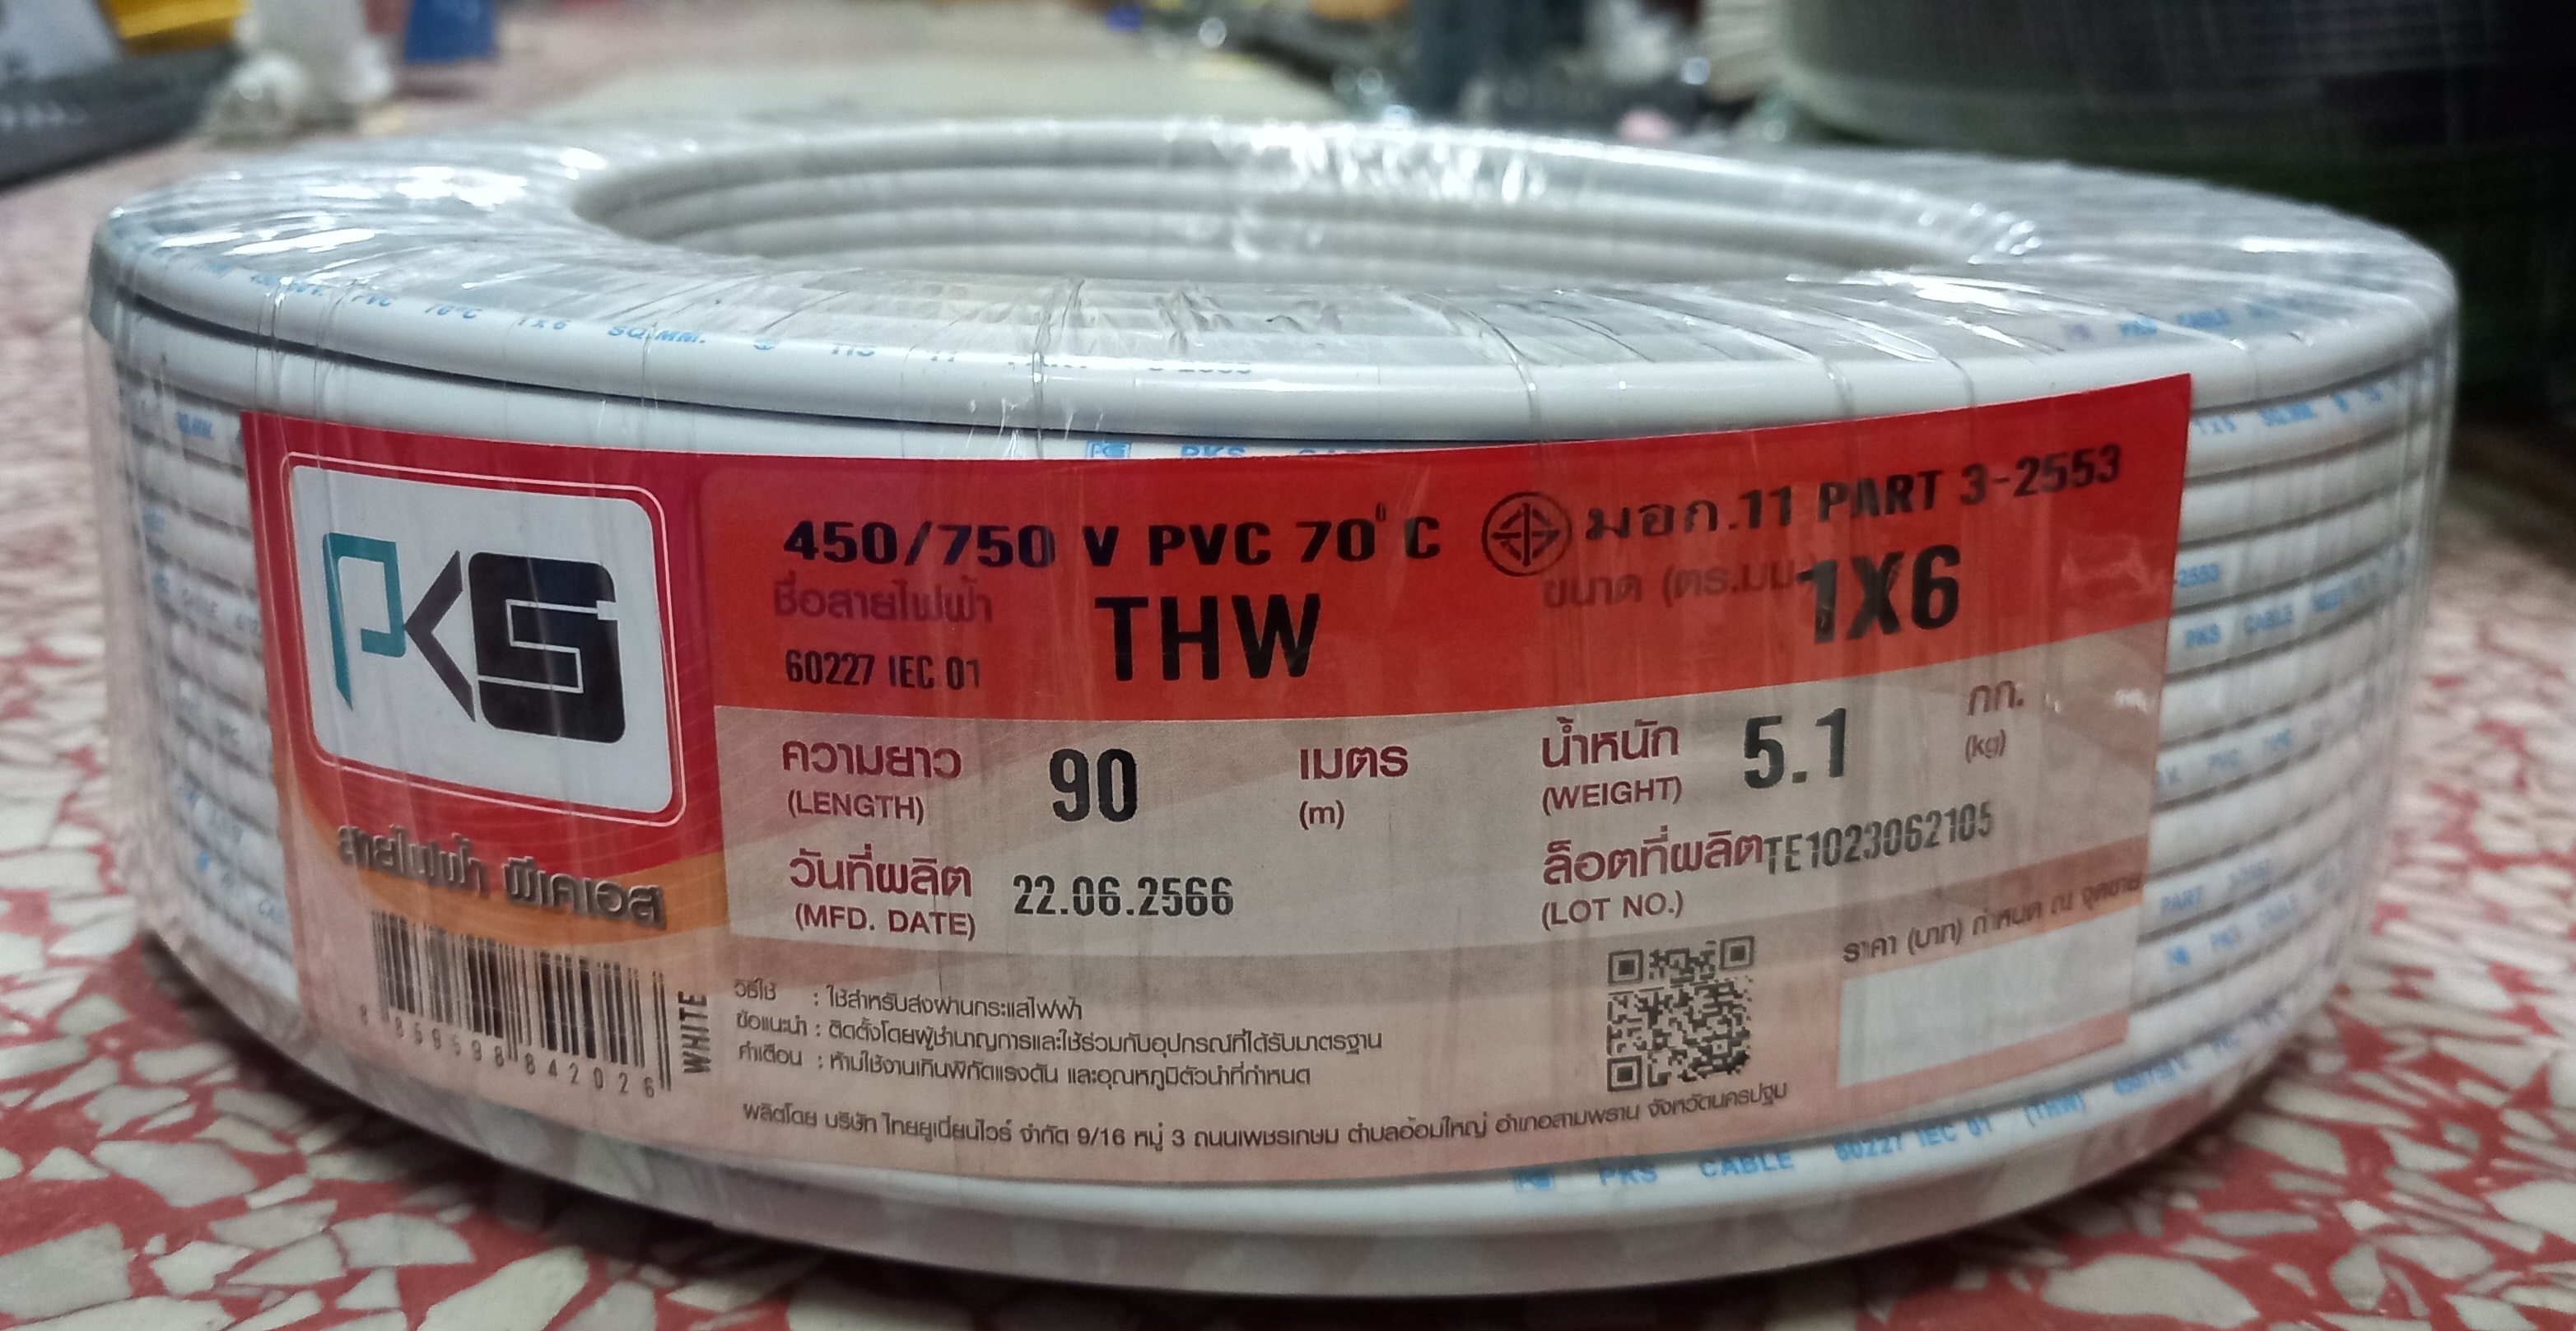 PKS
สายไฟฟ้า พีเคเอส
8 859598 842026
WHITE
450/750 V PVC 70°C มอก.11 PART 3-2553
ชื่อสายไฟฟ้า THW ขนาด (ตร.มม 1X6
60227 IEC 01
ความยาว 90 เมตร น้ำหนัก 5.1 กก.
(LENGTH) (m) (WEIGHT) (kg)
วันที่ผลิต 22.06.2566 ล็อตที่ผลิต TE1023062105
(MFD. DATE) (LOT NO.)
ราคา (บาท) กำหนด ณ จุดขาย
วิธีใช้ : ใช้สำหรับส่งผ่านกระแสไฟฟ้า
ข้อแนะนำ : ติดตั้งโดยผู้ชำนาญการและใช้ร่วมกับอุปกรณ์ที่ได้รับมาตรฐาน
คำเตือน : ห้ามใช้งานเกินพิกัดแรงดัน และอุณหภูมิตัวนำที่กำหนด
ผลิตโดย บริษัท ไทยยูเนี่ยนไวร์ จำกัด 9/16 หมู่ 3 ถนนเพชรเกษม ตำบลอ้อมใหญ่ อำเภอสามพราน จังหวัดนครปฐม
PVC 70°C 1x6 SQ.MM. TIS 11
PKS
PKS CABLE 60227 IEC 01 (THW) 450/750 V.